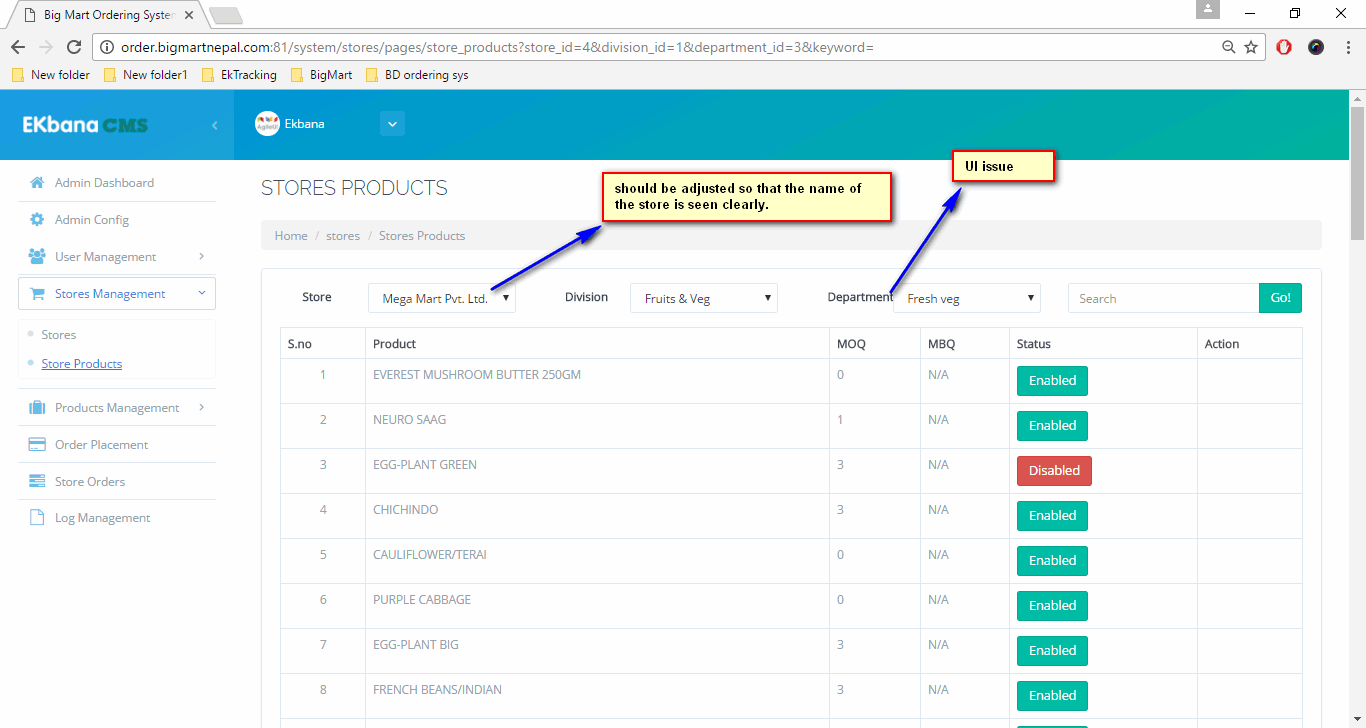 Big Mart Ordering System
order.bigmartnepal.com:81/system/stores/pages/store_products?store_id=4&division_id=1&department_id=3&keyword=
New folder New folder1 EkTracking BigMart BD ordering sys
EKbana CMS
Ekbana
Admin Dashboard
Admin Config
User Management
Stores Management
Stores
Store Products
Products Management
Order Placement
Store Orders
Log Management
STORES PRODUCTS
should be adjusted so that the name of
the store is seen clearly.
UI issue
Home / stores / Stores Products
Store Mega Mart Pvt. Ltd. Division Fruits & Veg Department Fresh veg Search Go!
S.no Product MOQ MBQ Status Action
1 EVEREST MUSHROOM BUTTER 250GM 0 N/A Enabled
2 NEURO SAAG 1 N/A Enabled
3 EGG-PLANT GREEN 3 N/A Disabled
4 CHICHINDO 3 N/A Enabled
5 CAULIFLOWER/TERAI 0 N/A Enabled
6 PURPLE CABBAGE 0 N/A Enabled
7 EGG-PLANT BIG 3 N/A Enabled
8 FRENCH BEANS/INDIAN 3 N/A Enabled